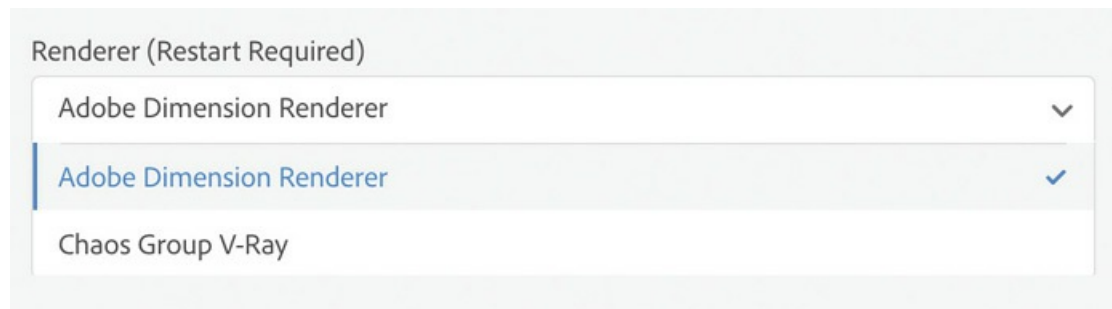 Renderer (Restart Required)
Adobe Dimension Renderer
Adobe Dimension Renderer
Chaos Group V-Ray